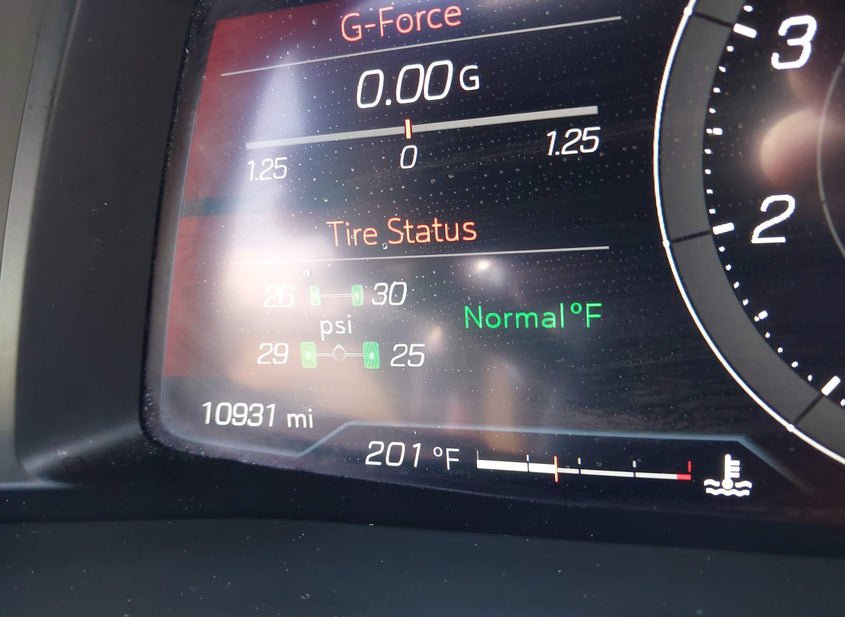 G-Force
0.00G
1.25 0 1.25
Tire Status
26 30
psi
Normal °F
29 25
10931 mi
201 °F
3
2